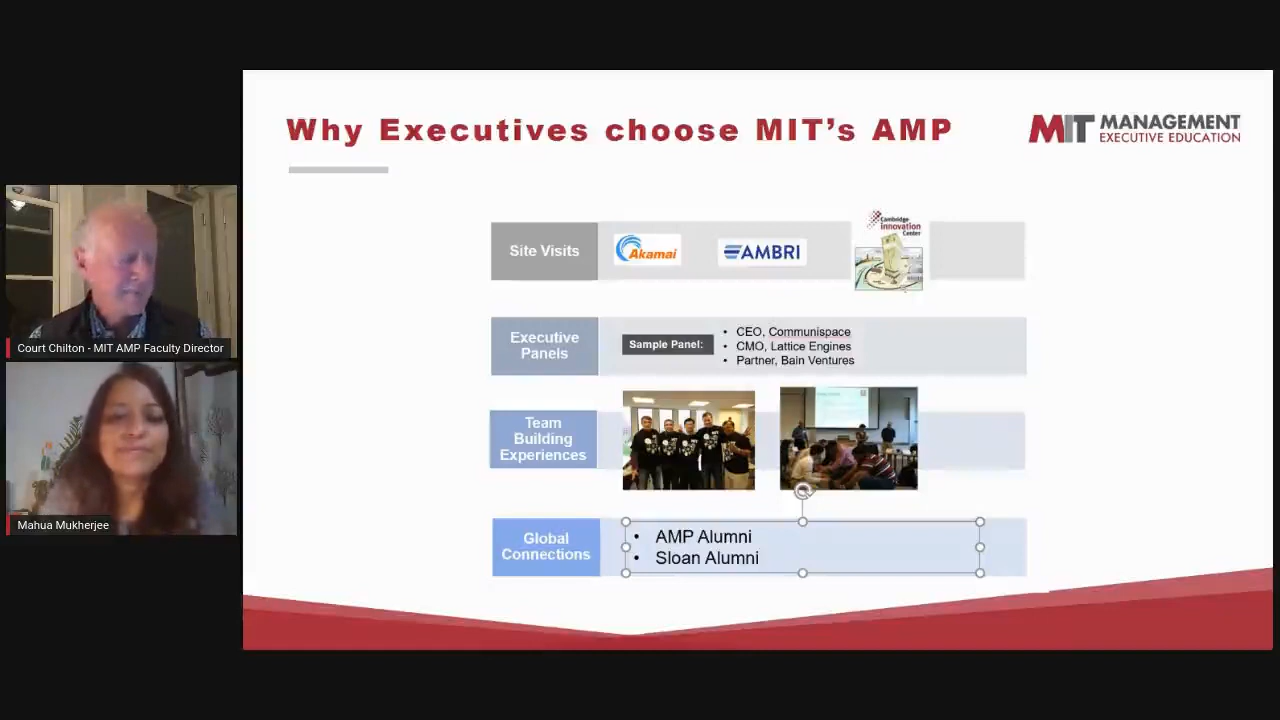 Why Executives choose MIT's AMP
MIT MANAGEMENT
EXECUTIVE EDUCATION
Site Visits
Akamai
AMBRI
Cambridge
Innovation
Center
Executive
Panels
Sample Panel:
• CEO, Communispace
• CMO, Lattice Engines
• Partner, Bain Ventures
Team
Building
Experiences
Global
Connections
• AMP Alumni
• Sloan Alumni
Court Chilton - MIT AMP Faculty Director
Mahua Mukherjee